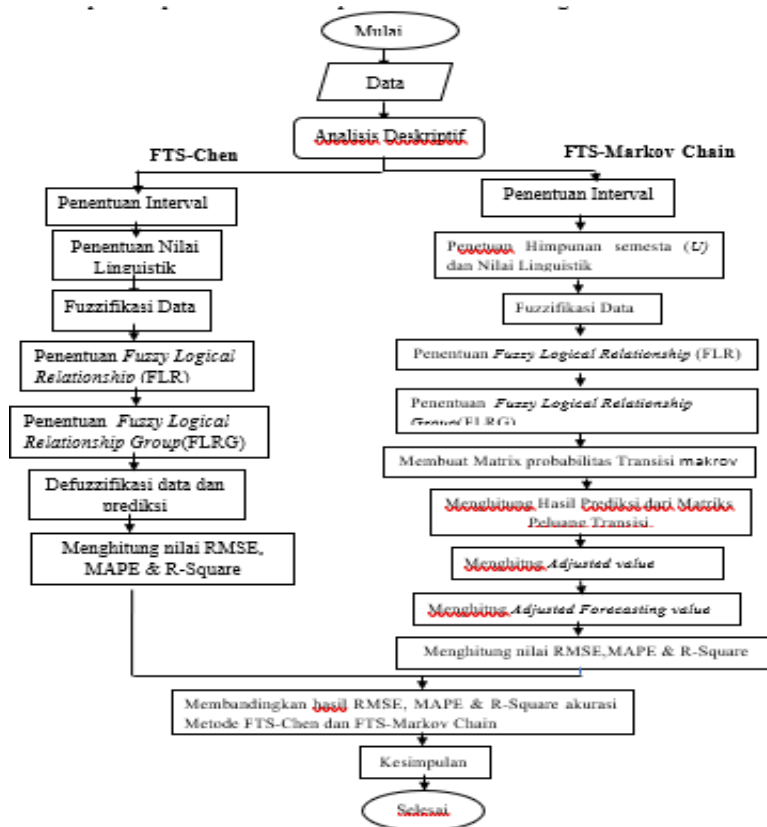 Mulai
Data
Analisis Deskriptif
FTS-Chen
Penentuan Interval
Penentuan Nilai
Linguistik
Fuzzifikasi Data
Penentuan Fuzzy Logical
Relationship (FLR)
Penentuan Fuzzy Logical
Relationship Group(FLRG)
Defuzzifikasi data dan
prediksi
Menghitung nilai RMSE,
MAPE & R-Square
FTS-Markov Chain
Penentuan Interval
Penetuan Himpunan semesta (U)
dan Nilai Linguistik
Fuzzifikasi Data
Penentuan Fuzzy Logical Relationship (FLR)
Penentuan Fuzzy Logical Relationship
Group(FLRG)
Membuat Matrix probabilitas Transisi makrov
Menghitung Hasil Prediksi dari Matriks
Peluang Transisi.
Menghitng Adjusted value
Menghitng Adjusted Forecasting value
Menghitung nilai RMSE,MAPE & R-Square
Membandingkan hasil RMSE, MAPE & R-Square akurasi
Metode FTS-Chen dan FTS-Markov Chain
Kesimpulan
Selesai